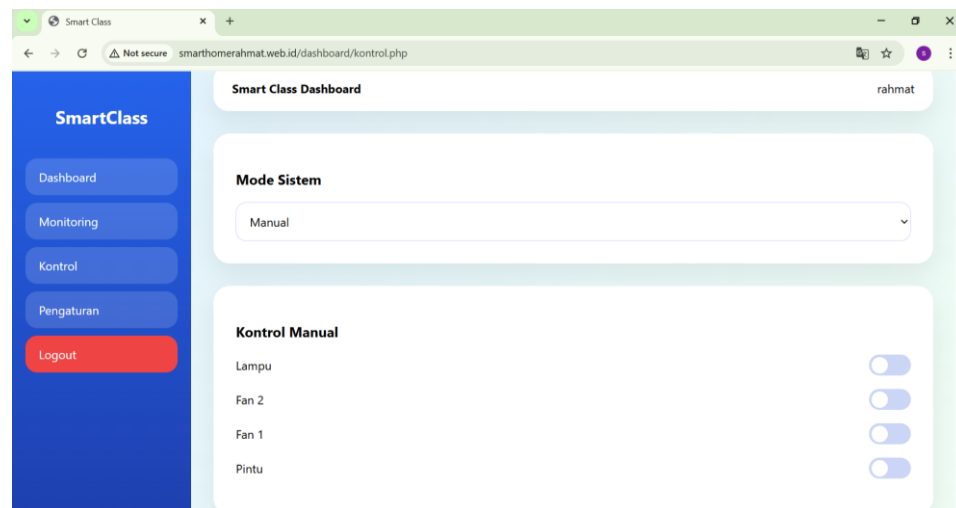 Smart Class
Not secure smarthomerahmat.web.id/dashboard/kontrol.php
s
SmartClass
Dashboard
Monitoring
Kontrol
Pengaturan
Logout
Smart Class Dashboard rahmat
Mode Sistem
Manual
Kontrol Manual
Lampu
Fan 2
Fan 1
Pintu